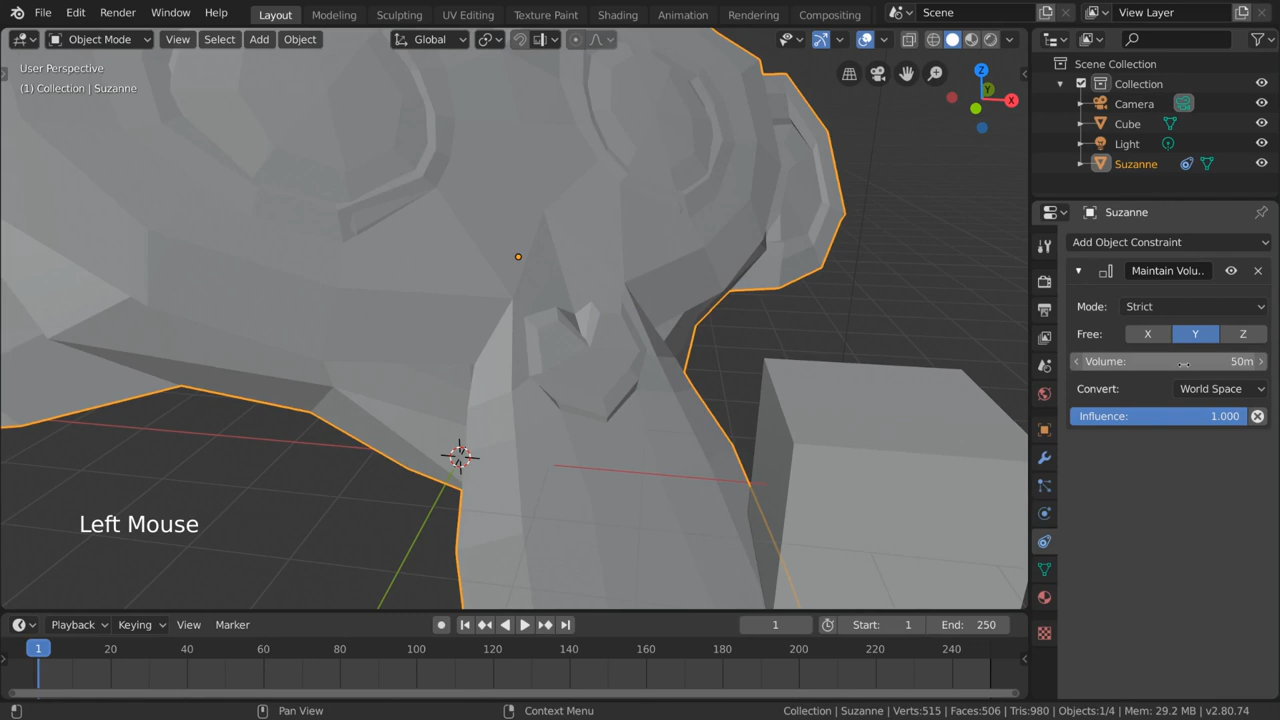 File Edit Render Window Help Layout Modeling Sculpting UV Editing Texture Paint Shading Animation Rendering Compositing Scene View Layer
Object Mode View Select Add Object Global
User Perspective
(1) Collection | Suzanne
Z
Y
X
Left Mouse
Scene Collection
Collection
Camera
Cube
Light
Suzanne
Suzanne
Add Object Constraint
Maintain Volu..
Mode: Strict
Free: X Y Z
Volume: 50m
Convert: World Space
Influence: 1.000
Playback Keying View Marker 1 Start: 1 End: 250
1 20 40 60 80 100 120 140 160 180 200 220 240
Pan View Context Menu Collection | Suzanne | Verts:515 | Faces:506 | Tris:980 | Objects:1/4 | Mem: 29.2 MB | v2.80.74